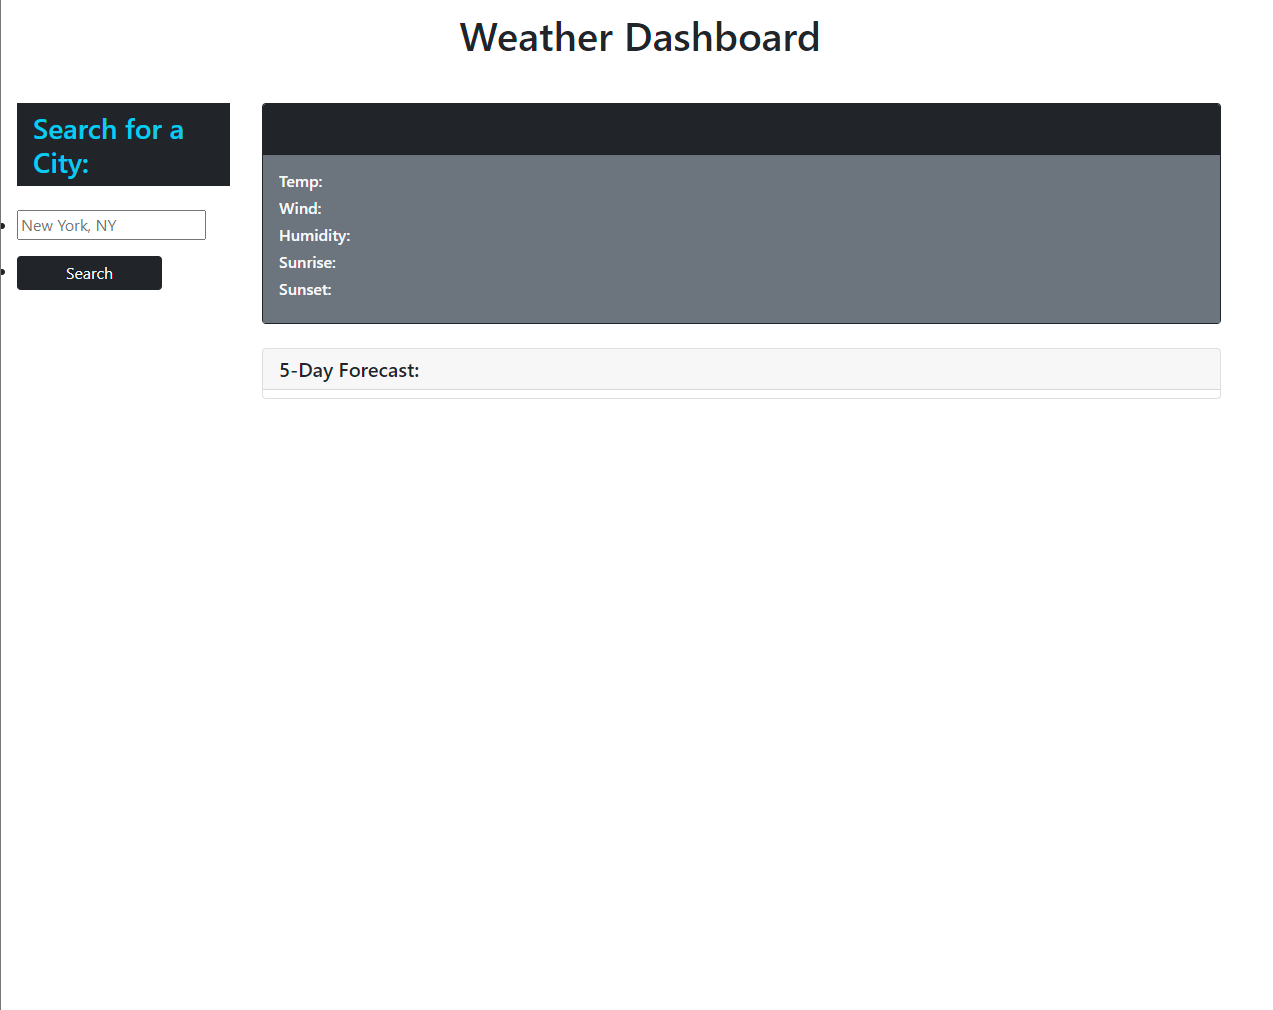 Weather Dashboard
Search for a
City:
New York, NY
Search
Temp:
Wind:
Humidity:
Sunrise:
Sunset:
5-Day Forecast: